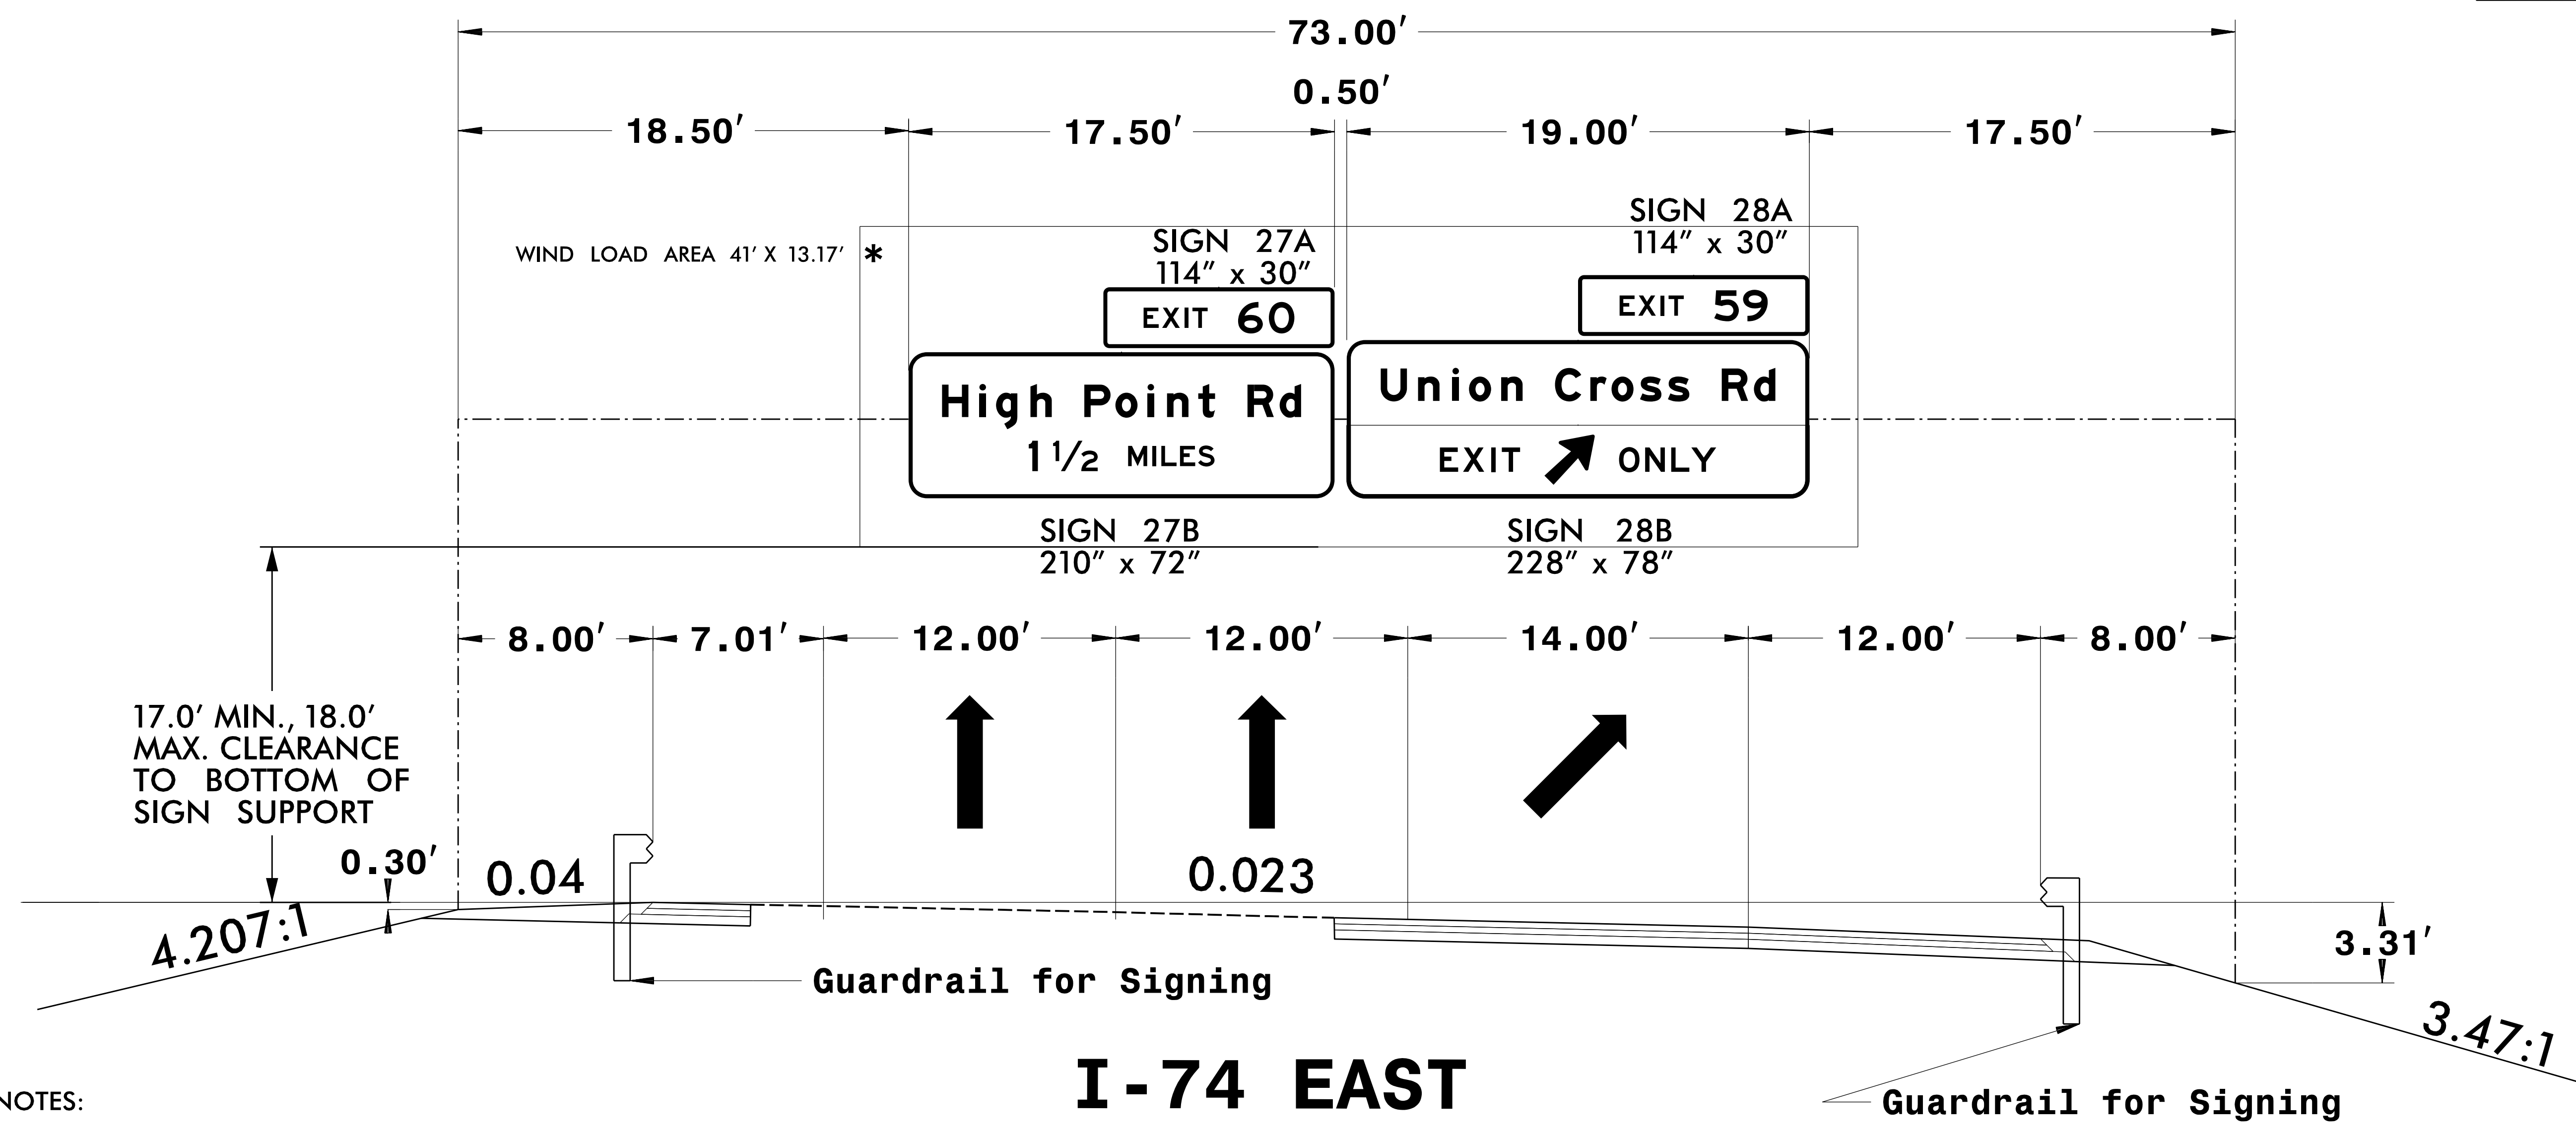 73.00′
0.50′
18.50′ 17.50′ 19.00′ 17.50′
SIGN 28A
114″ x 30″
SIGN 27A
114″ x 30″
WIND LOAD AREA 41′ X 13.17′ *
EXIT 59
EXIT 60
High Point Rd
1 1/2 MILES
Union Cross Rd
EXIT ONLY
SIGN 27B
210″ x 72″
SIGN 28B
228″ x 78″
8.00′ 7.01′ 12.00′ 12.00′ 14.00′ 12.00′ 8.00′
17.0′ MIN., 18.0′
MAX. CLEARANCE
TO BOTTOM OF
SIGN SUPPORT
0.30′
0.04
0.023
4.207:1
3.31′
Guardrail for Signing
3.47:1
I-74 EAST
Guardrail for Signing
NOTES: